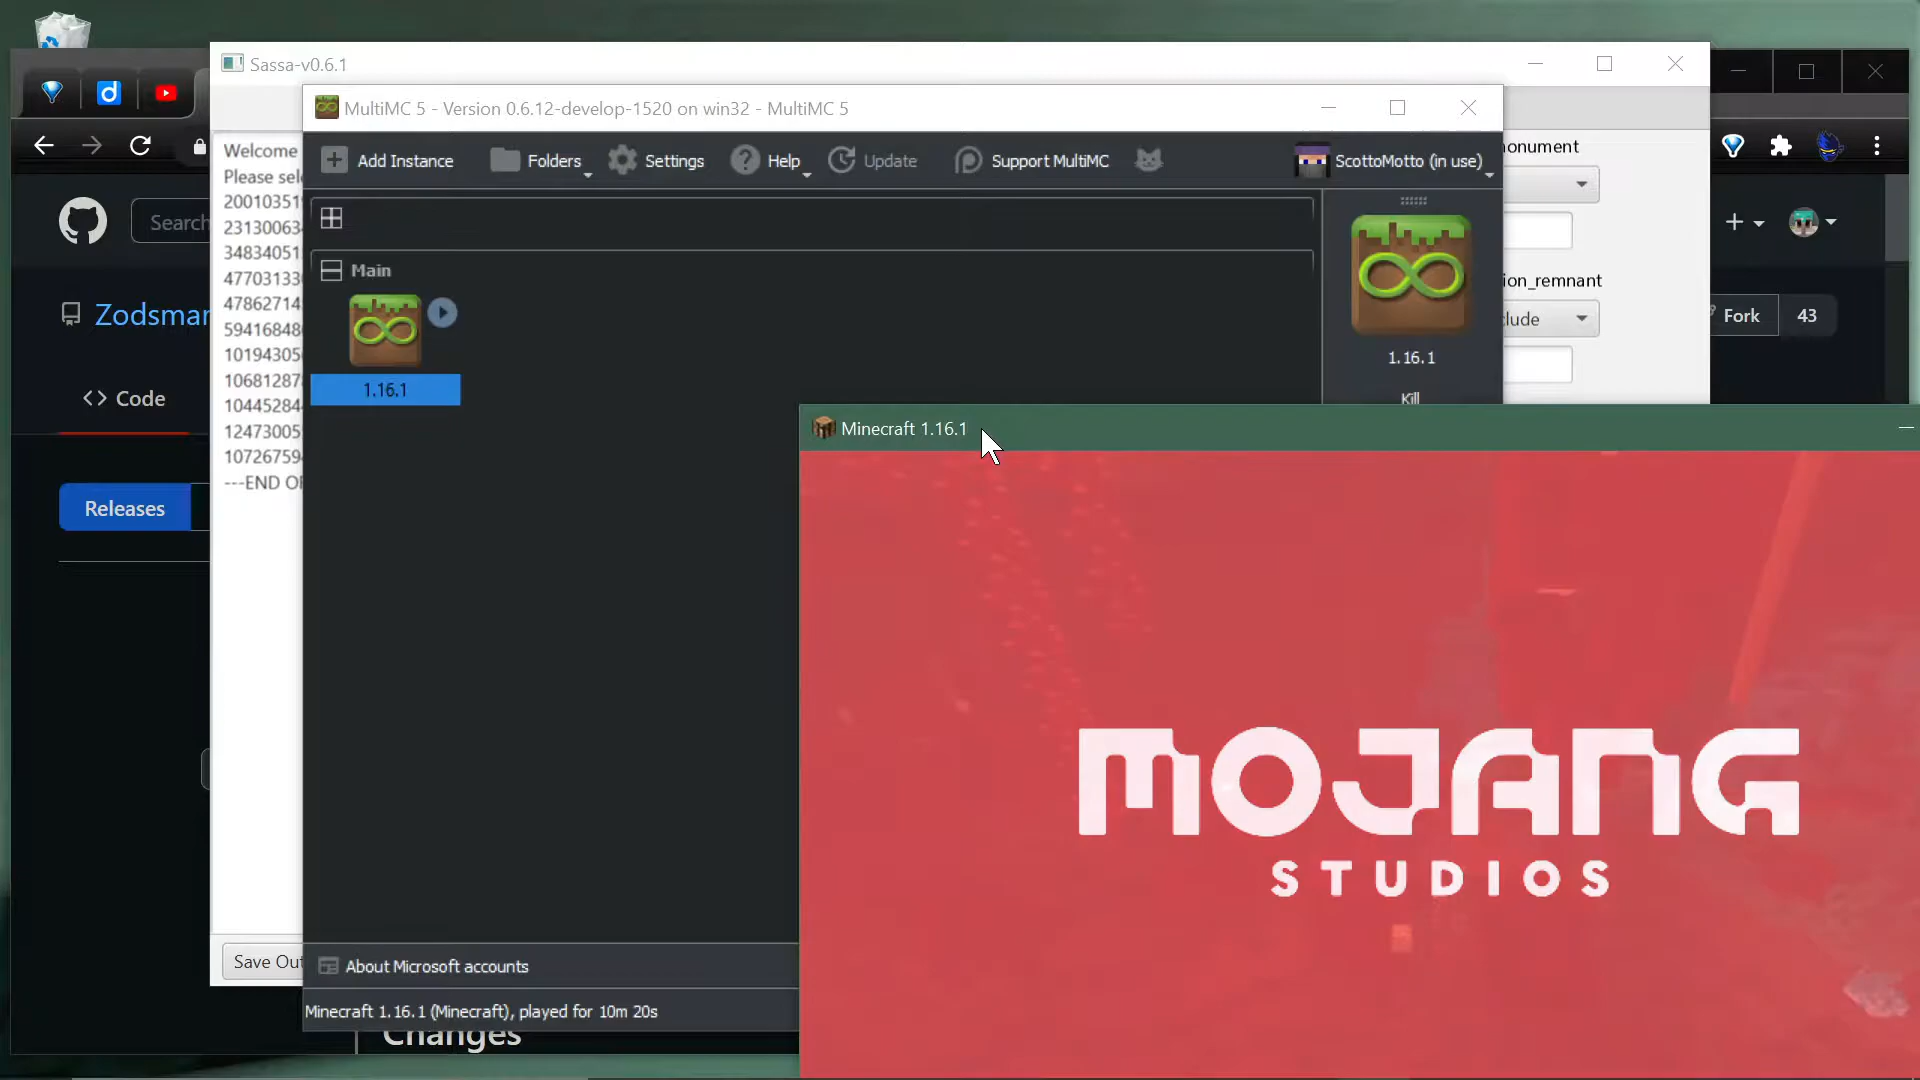 Sassa-v0.6.1
MultiMC 5 - Version 0.6.12-develop-1520 on win32 - MultiMC 5
Add Instance
Folders
Settings
Help
Update
Support MultiMC
ScottoMotto (in use)
Welcome
Please sel
200103519
23130063
34834051
47703133
47862714
59416848
10194305
10681287
10445284
12473005
10726759
---END OF
Save Out
Search
Zodsmar
Code
Releases
Main
1.16.1
1.16.1
Kill
onument
ion_remnant
clude
Fork 43
Minecraft 1.16.1
MOJANG
STUDIOS
About Microsoft accounts
Minecraft 1.16.1 (Minecraft), played for 10m 20s
Changes